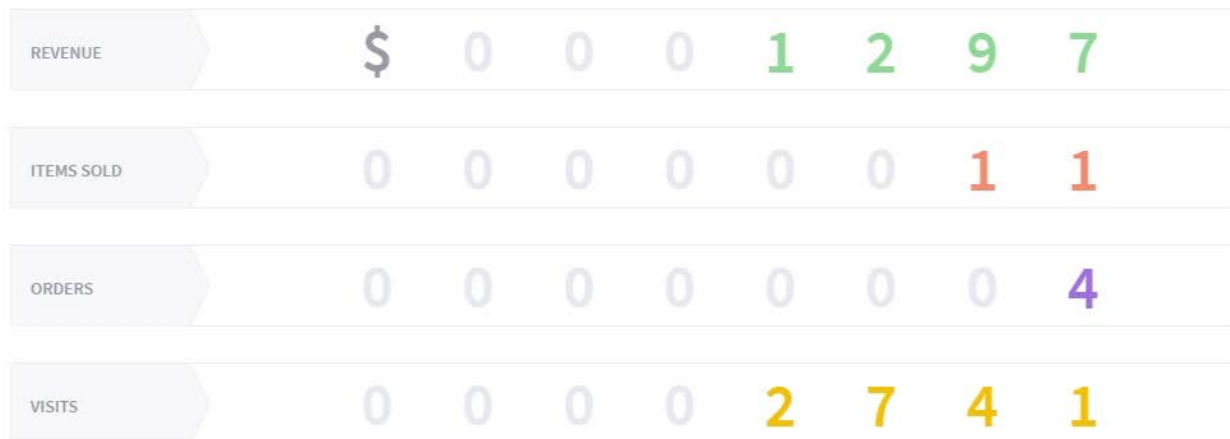 REVENUE $ 0 0 0 1 2 9 7
ITEMS SOLD 0 0 0 0 0 0 1 1
ORDERS 0 0 0 0 0 0 0 4
VISITS 0 0 0 0 2 7 4 1